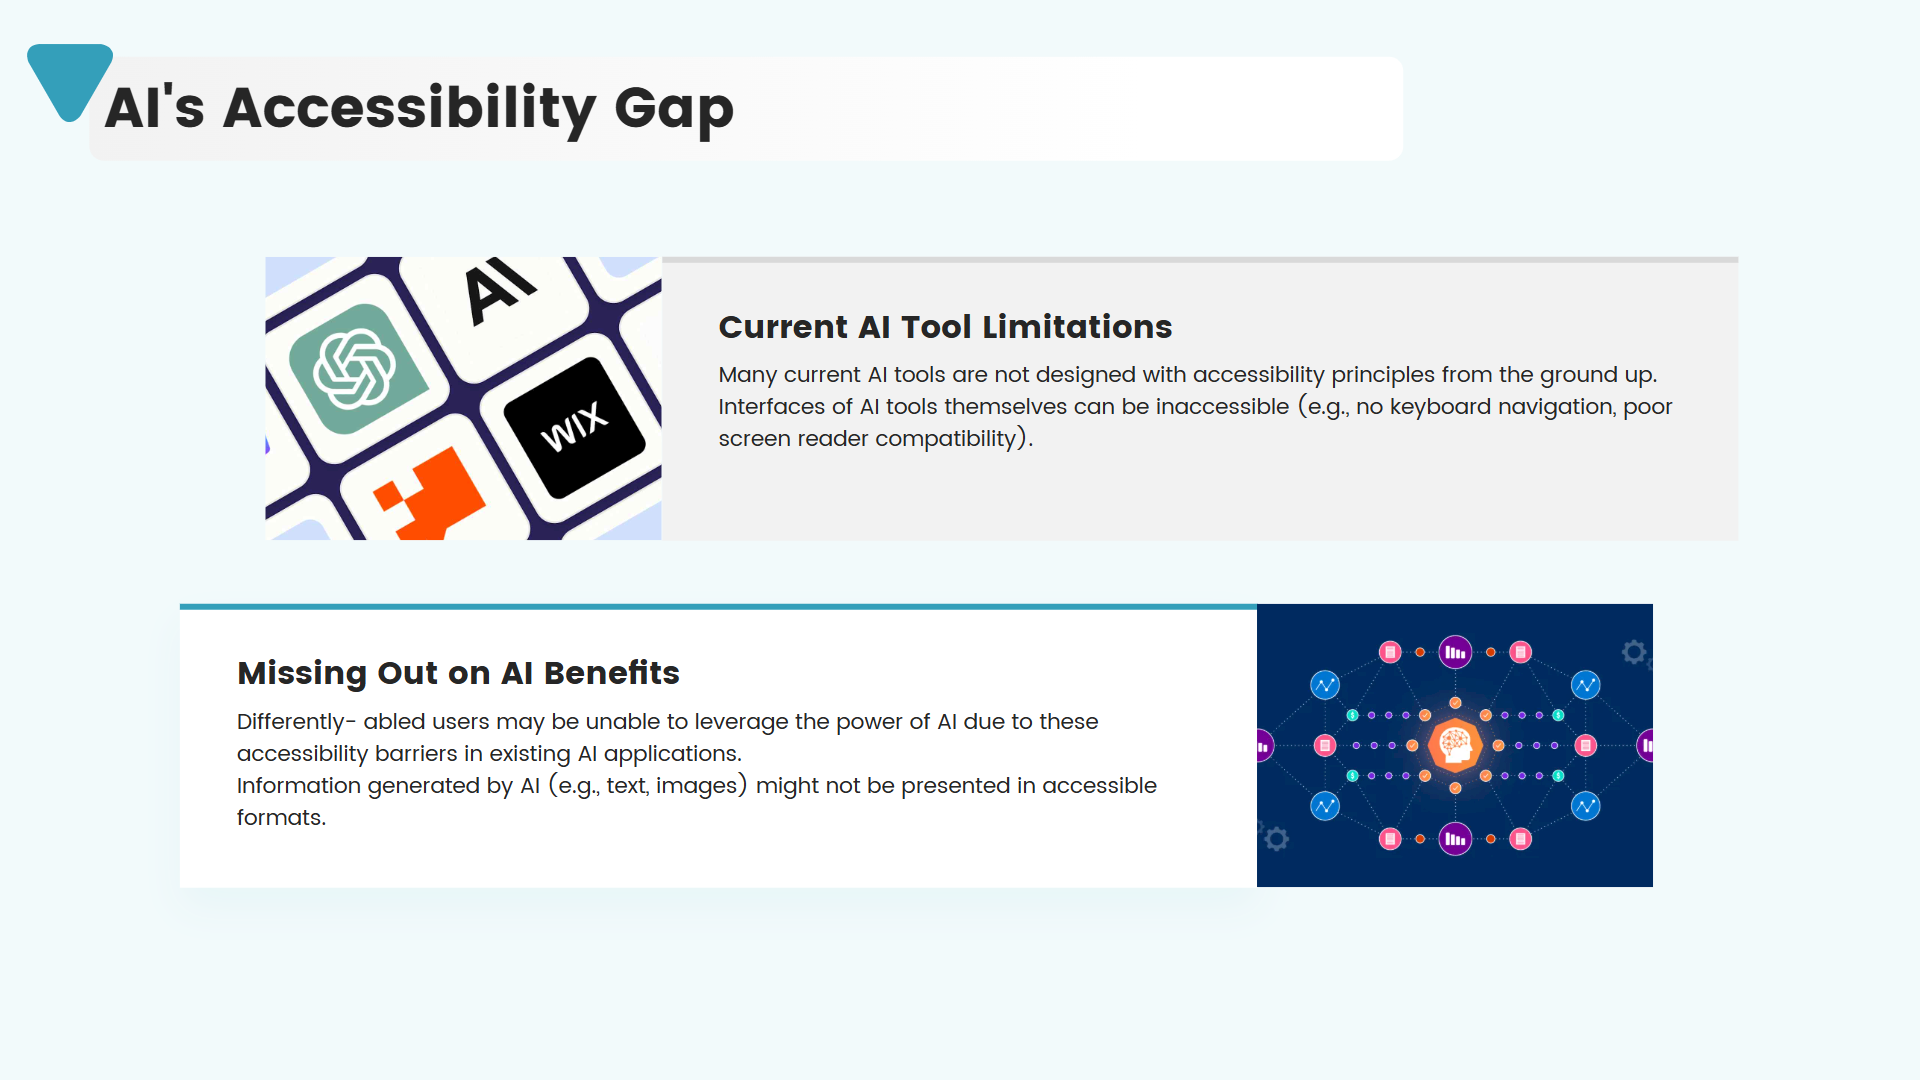 AI's Accessibility Gap
AI
WIX
Current AI Tool Limitations
Many current AI tools are not designed with accessibility principles from the ground up.
Interfaces of AI tools themselves can be inaccessible (e.g., no keyboard navigation, poor
screen reader compatibility).
Missing Out on AI Benefits
Differently- abled users may be unable to leverage the power of AI due to these
accessibility barriers in existing AI applications.
Information generated by AI (e.g., text, images) might not be presented in accessible
formats.